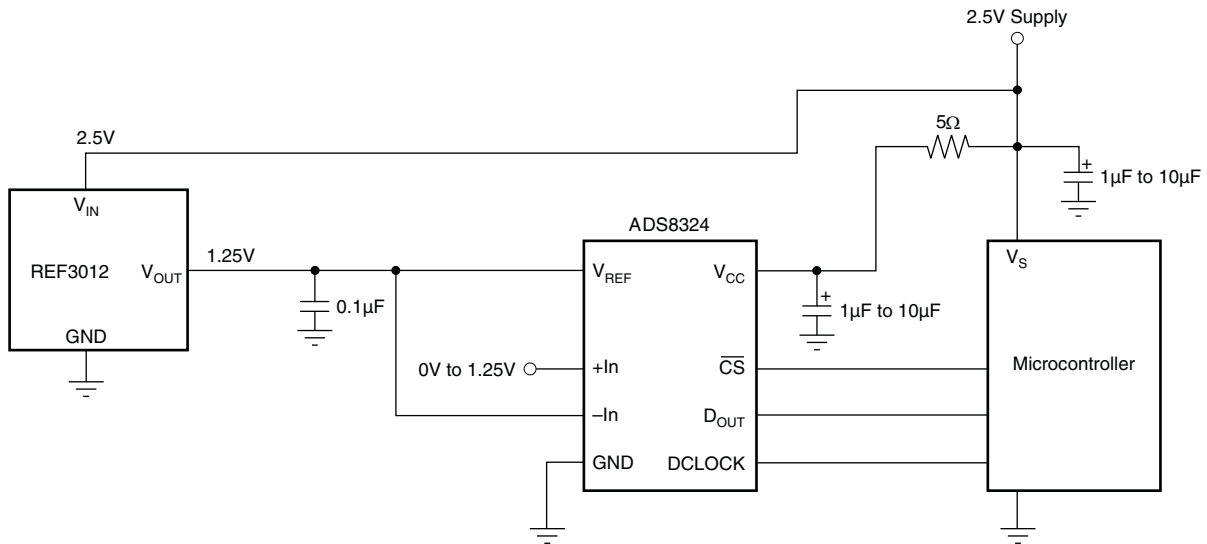 2.5V Supply
2.5V
5Ω
+
1µF to 10µF
V_IN
REF3012
V_OUT
GND
1.25V
0.1µF
ADS8324
V_REF
V_CC
+
1µF to 10µF
0V to 1.25V
+In
–In
GND
C̅S̅
D_OUT
DCLOCK
V_S
Microcontroller